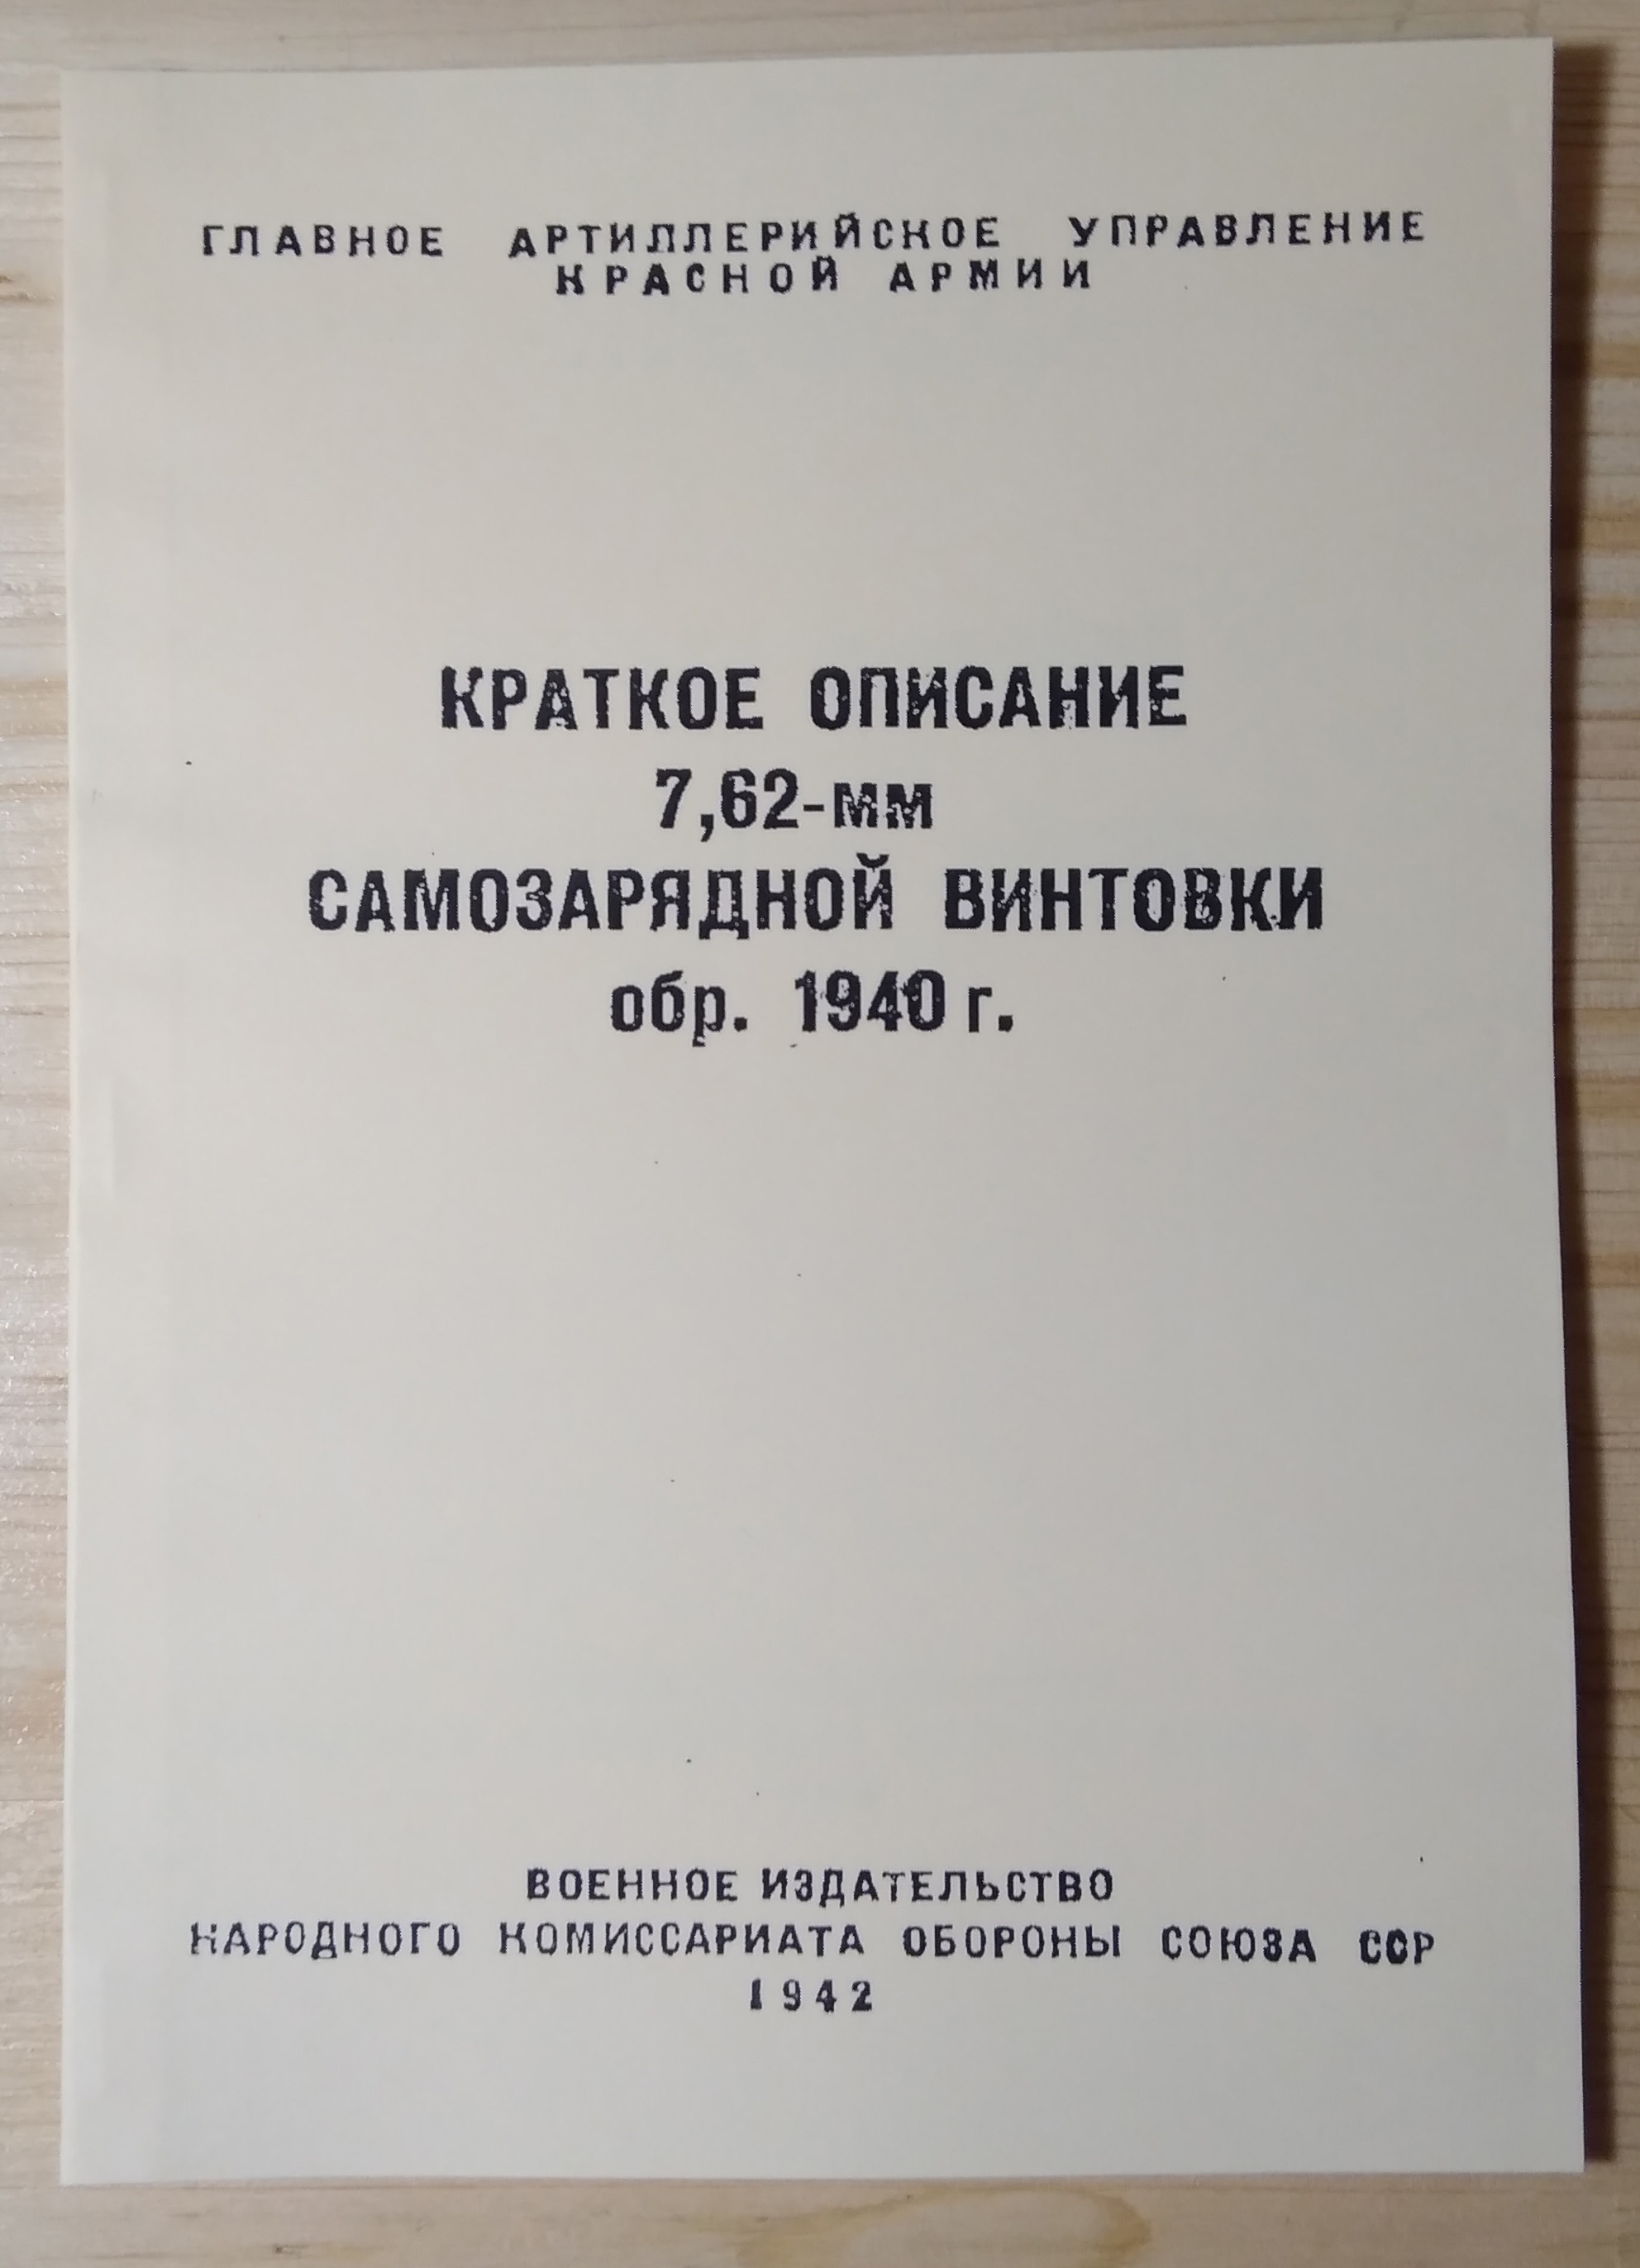 ГЛАВНОЕ АРТИЛЛЕРИЙСКОЕ УПРАВЛЕНИЕ
КРАСНОЙ АРМИИ
КРАТКОЕ ОПИСАНИЕ
7,62-мм
САМОЗАРЯДНОЙ ВИНТОВКИ
обр. 1940 г.
ВОЕННОЕ ИЗДАТЕЛЬСТВО
НАРОДНОГО КОМИССАРИАТА ОБОРОНЫ СОЮЗА ССР
1942